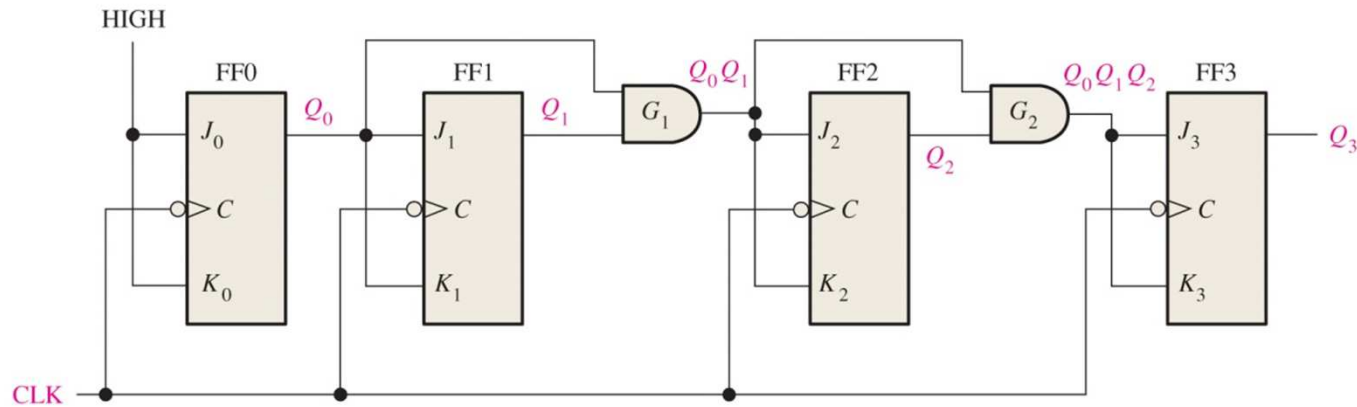 HIGH
FF0
FF1
FF2
FF3
Q₀
Q₁
Q₀Q₁
Q₂
Q₀Q₁Q₂
Q₃
J₀
J₁
G₁
J₂
G₂
J₃
C
C
C
C
K₀
K₁
K₂
K₃
CLK